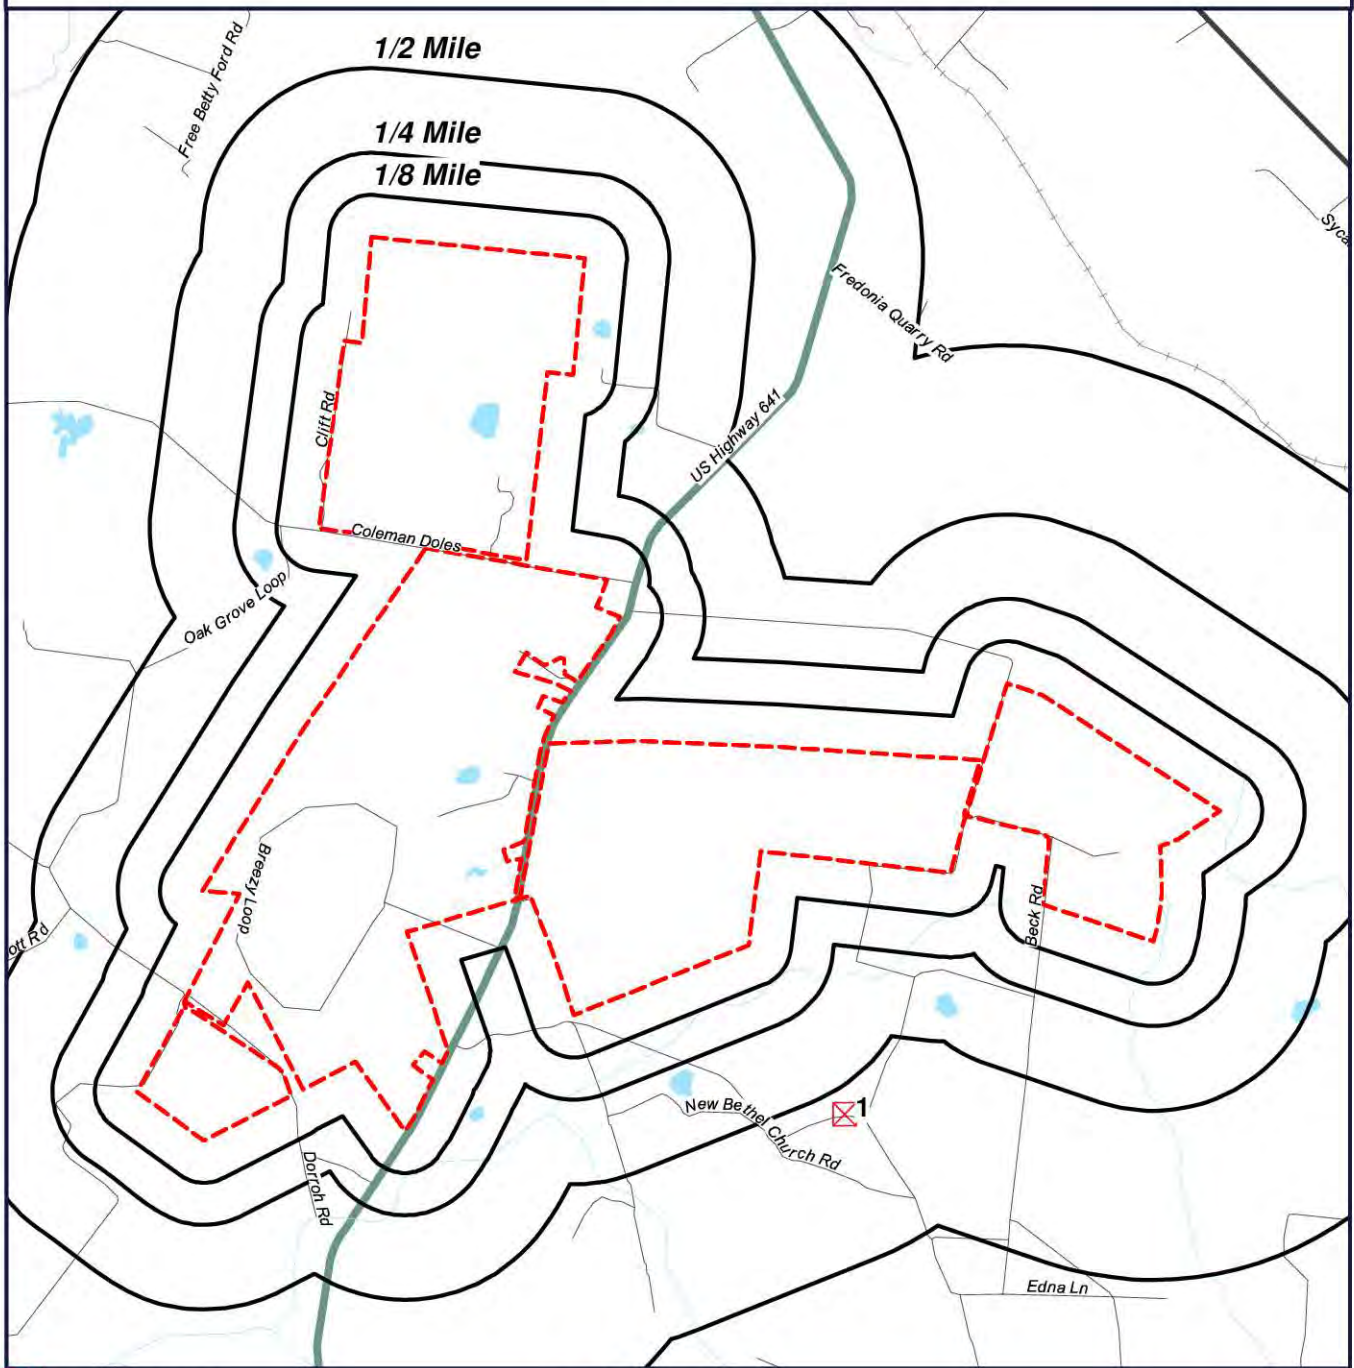 1/2 Mile
Free Betty Ford Rd
1/4 Mile
1/8 Mile
Fredonia Quarry Rd
US Highway 641
Clift Rd
Coleman Doles
Oak Grove Loop
Breezy Loop
Beck Rd
ott Rd
1
New Bethel Church Rd
Dorroh Rd
Edna Ln